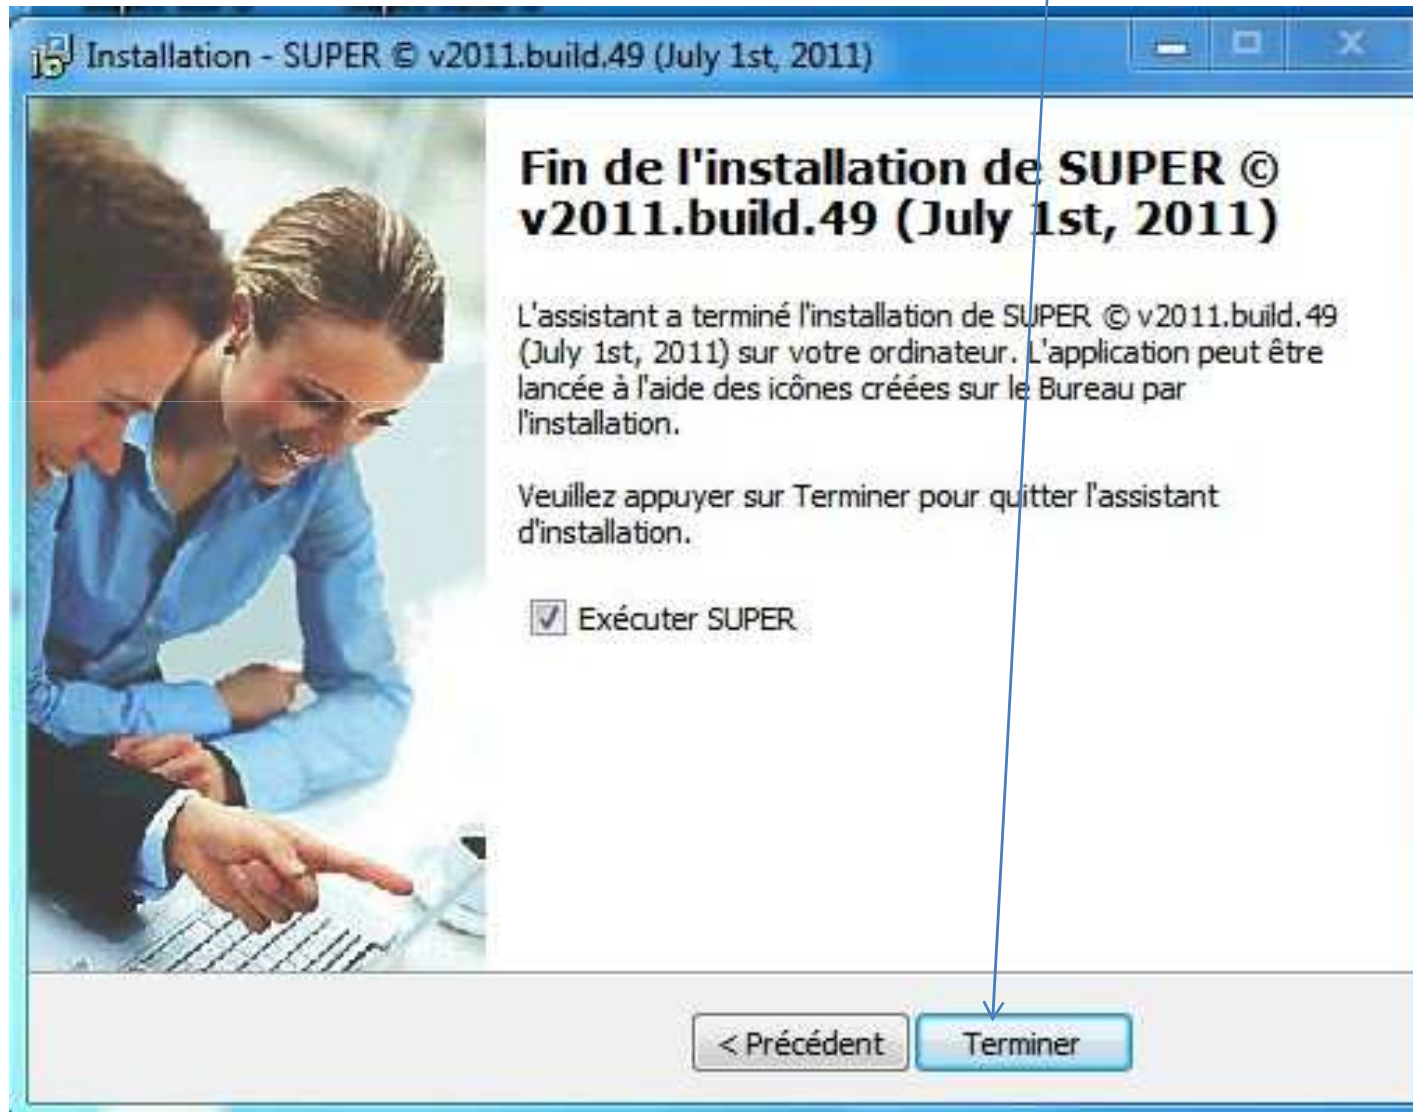 Installation - SUPER © v2011.build.49 (July 1st, 2011)
Fin de l'installation de SUPER ©
v2011.build.49 (July 1st, 2011)
L'assistant a terminé l'installation de SUPER © v2011.build.49
(July 1st, 2011) sur votre ordinateur. L'application peut être
lancée à l'aide des icônes créées sur le Bureau par
l'installation.
Veuillez appuyer sur Terminer pour quitter l'assistant
d'installation.
Exécuter SUPER
< Précédent
Terminer